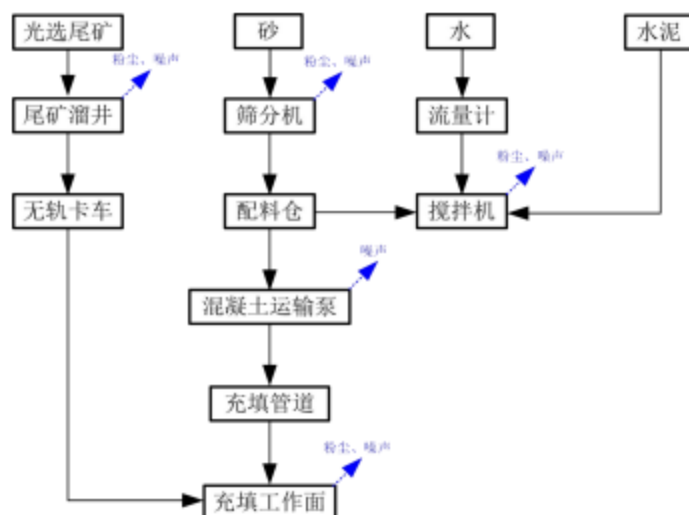 光选尾矿
砂
水
水泥
粉尘、噪声
粉尘、噪声
尾矿溜井
筛分机
流量计
粉尘、噪声
无轨卡车
配料仓
搅拌机
噪声
混凝土运输泵
充填管道
粉尘、噪声
充填工作面